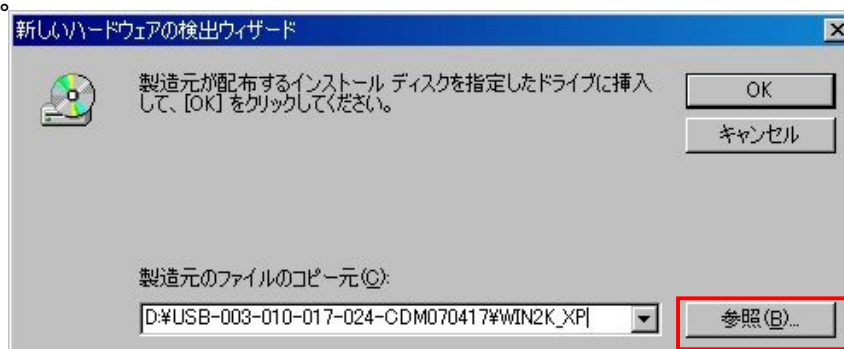 。
新しいハードウェアの検出ウィザード
製造元が配布するインストール ディスクを指定したドライブに挿入
して、[OK] をクリックしてください。
OK
キャンセル
製造元のファイルのコピー元(C):
D:¥USB-003-010-017-024-CDM070417¥WIN2K_XP
参照(B)...